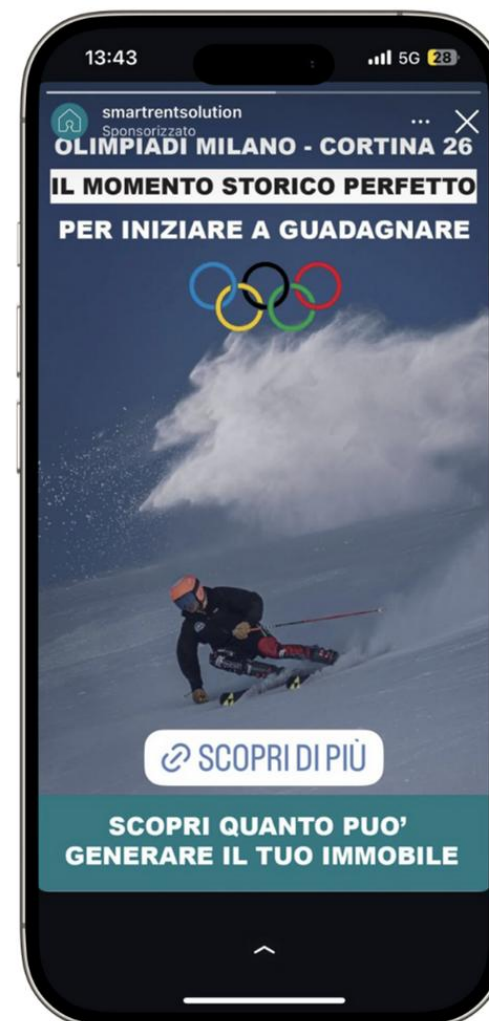 13:43
5G 28
smartrentsolution
Sponsorizzato
OLIMPIADI MILANO - CORTINA 26
IL MOMENTO STORICO PERFETTO
PER INIZIARE A GUADAGNARE
SCOPRI DI PIÙ
SCOPRI QUANTO PUO'
GENERARE IL TUO IMMOBILE